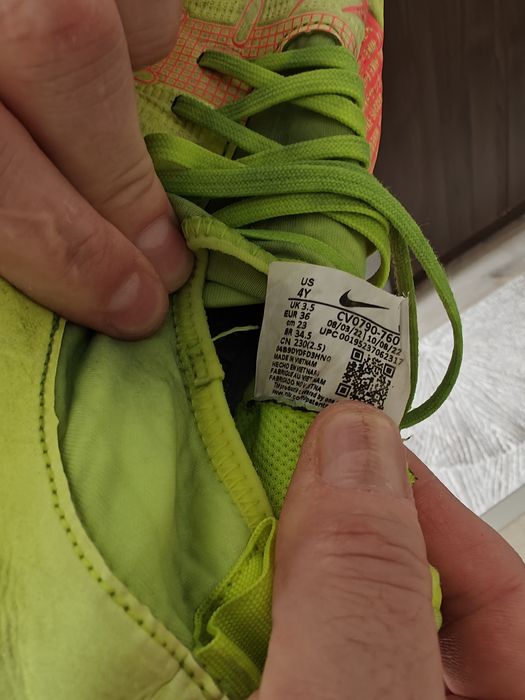 US
4Y
UK 3.5
EUR 36
cm 23
BR 34.5
CN 230(2.5)
CV0790-760
08/03/22 10/08/22
UPC 00195237062317
MADE IN VIETNAM
HECHO EN VIETNAM
FABRIQUÉ AU VIETNAM
FABRICADO NO VIETNÃ